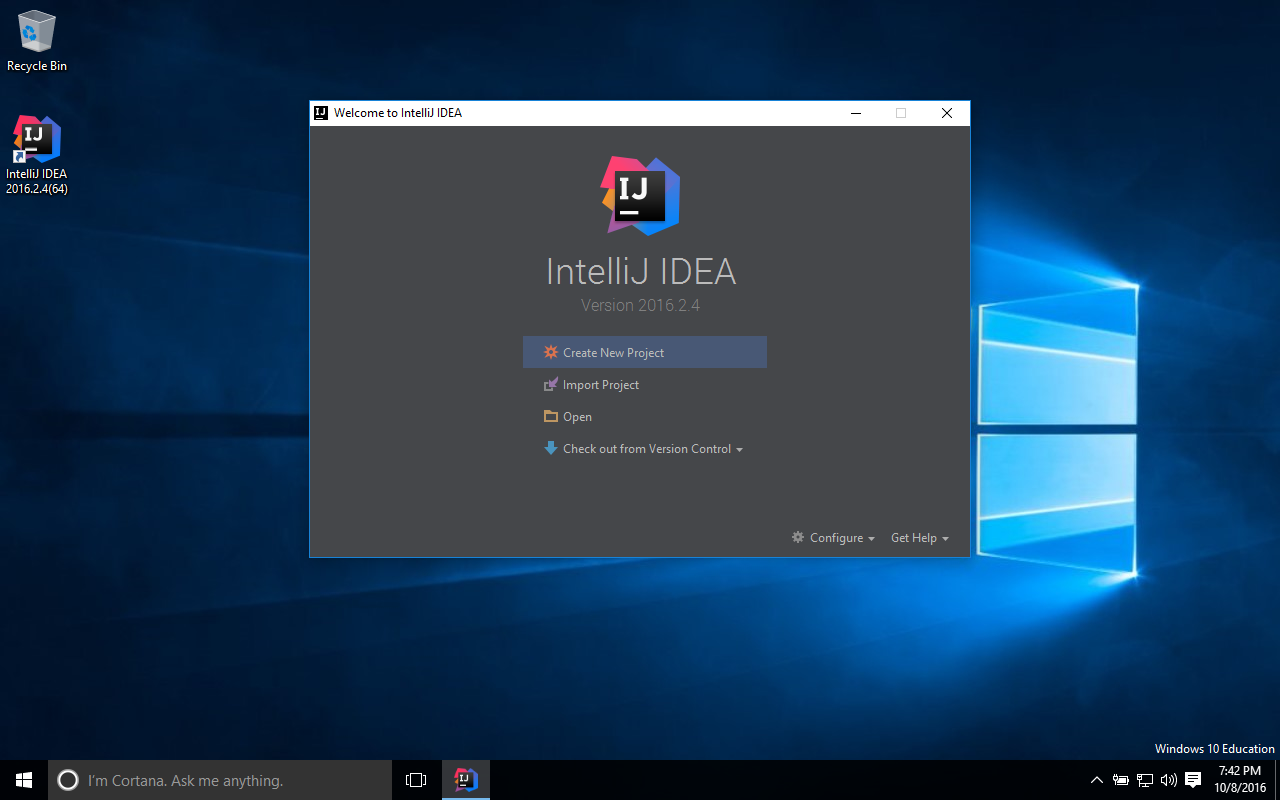 Recycle Bin
IJ
IntelliJ IDEA
2016.2.4(64)
IJ
Welcome to IntelliJ IDEA
IJ
IntelliJ IDEA
Version 2016.2.4
Create New Project
Import Project
Open
Check out from Version Control
Configure
Get Help
Windows 10 Education
I'm Cortana. Ask me anything.
IJ
7:42 PM
10/8/2016